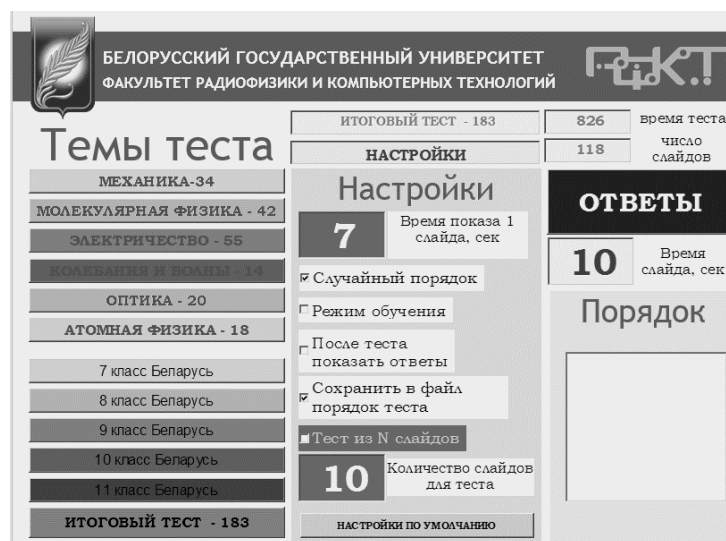 БЕЛОРУССКИЙ ГОСУДАРСТВЕННЫЙ УНИВЕРСИТЕТ
ФАКУЛЬТЕТ РАДИОФИЗИКИ И КОМПЬЮТЕРНЫХ ТЕХНОЛОГИЙ
Темы теста
МЕХАНИКА-34
МОЛЕКУЛЯРНАЯ ФИЗИКА - 42
ЭЛЕКТРИЧЕСТВО - 55
КОЛЕБАНИЯ И ВОЛНЫ - 14
ОПТИКА - 20
АТОМНАЯ ФИЗИКА - 18
7 класс Беларусь
8 класс Беларусь
9 класс Беларусь
10 класс Беларусь
11 класс Беларусь
ИТОГОВЫЙ ТЕСТ - 183
ИТОГОВЫЙ ТЕСТ - 183
НАСТРОЙКИ
Настройки
7
Время показа 1
слайда, сек
Случайный порядок
Режим обучения
После теста
показать ответы
Сохранить в файл
порядок теста
Тест из N слайдов
10
Количество слайдов
для теста
НАСТРОЙКИ ПО УМОЛЧАНИЮ
826
время теста
118
число
слайдов
ОТВЕТЫ
10
Время
слайда, сек
Порядок